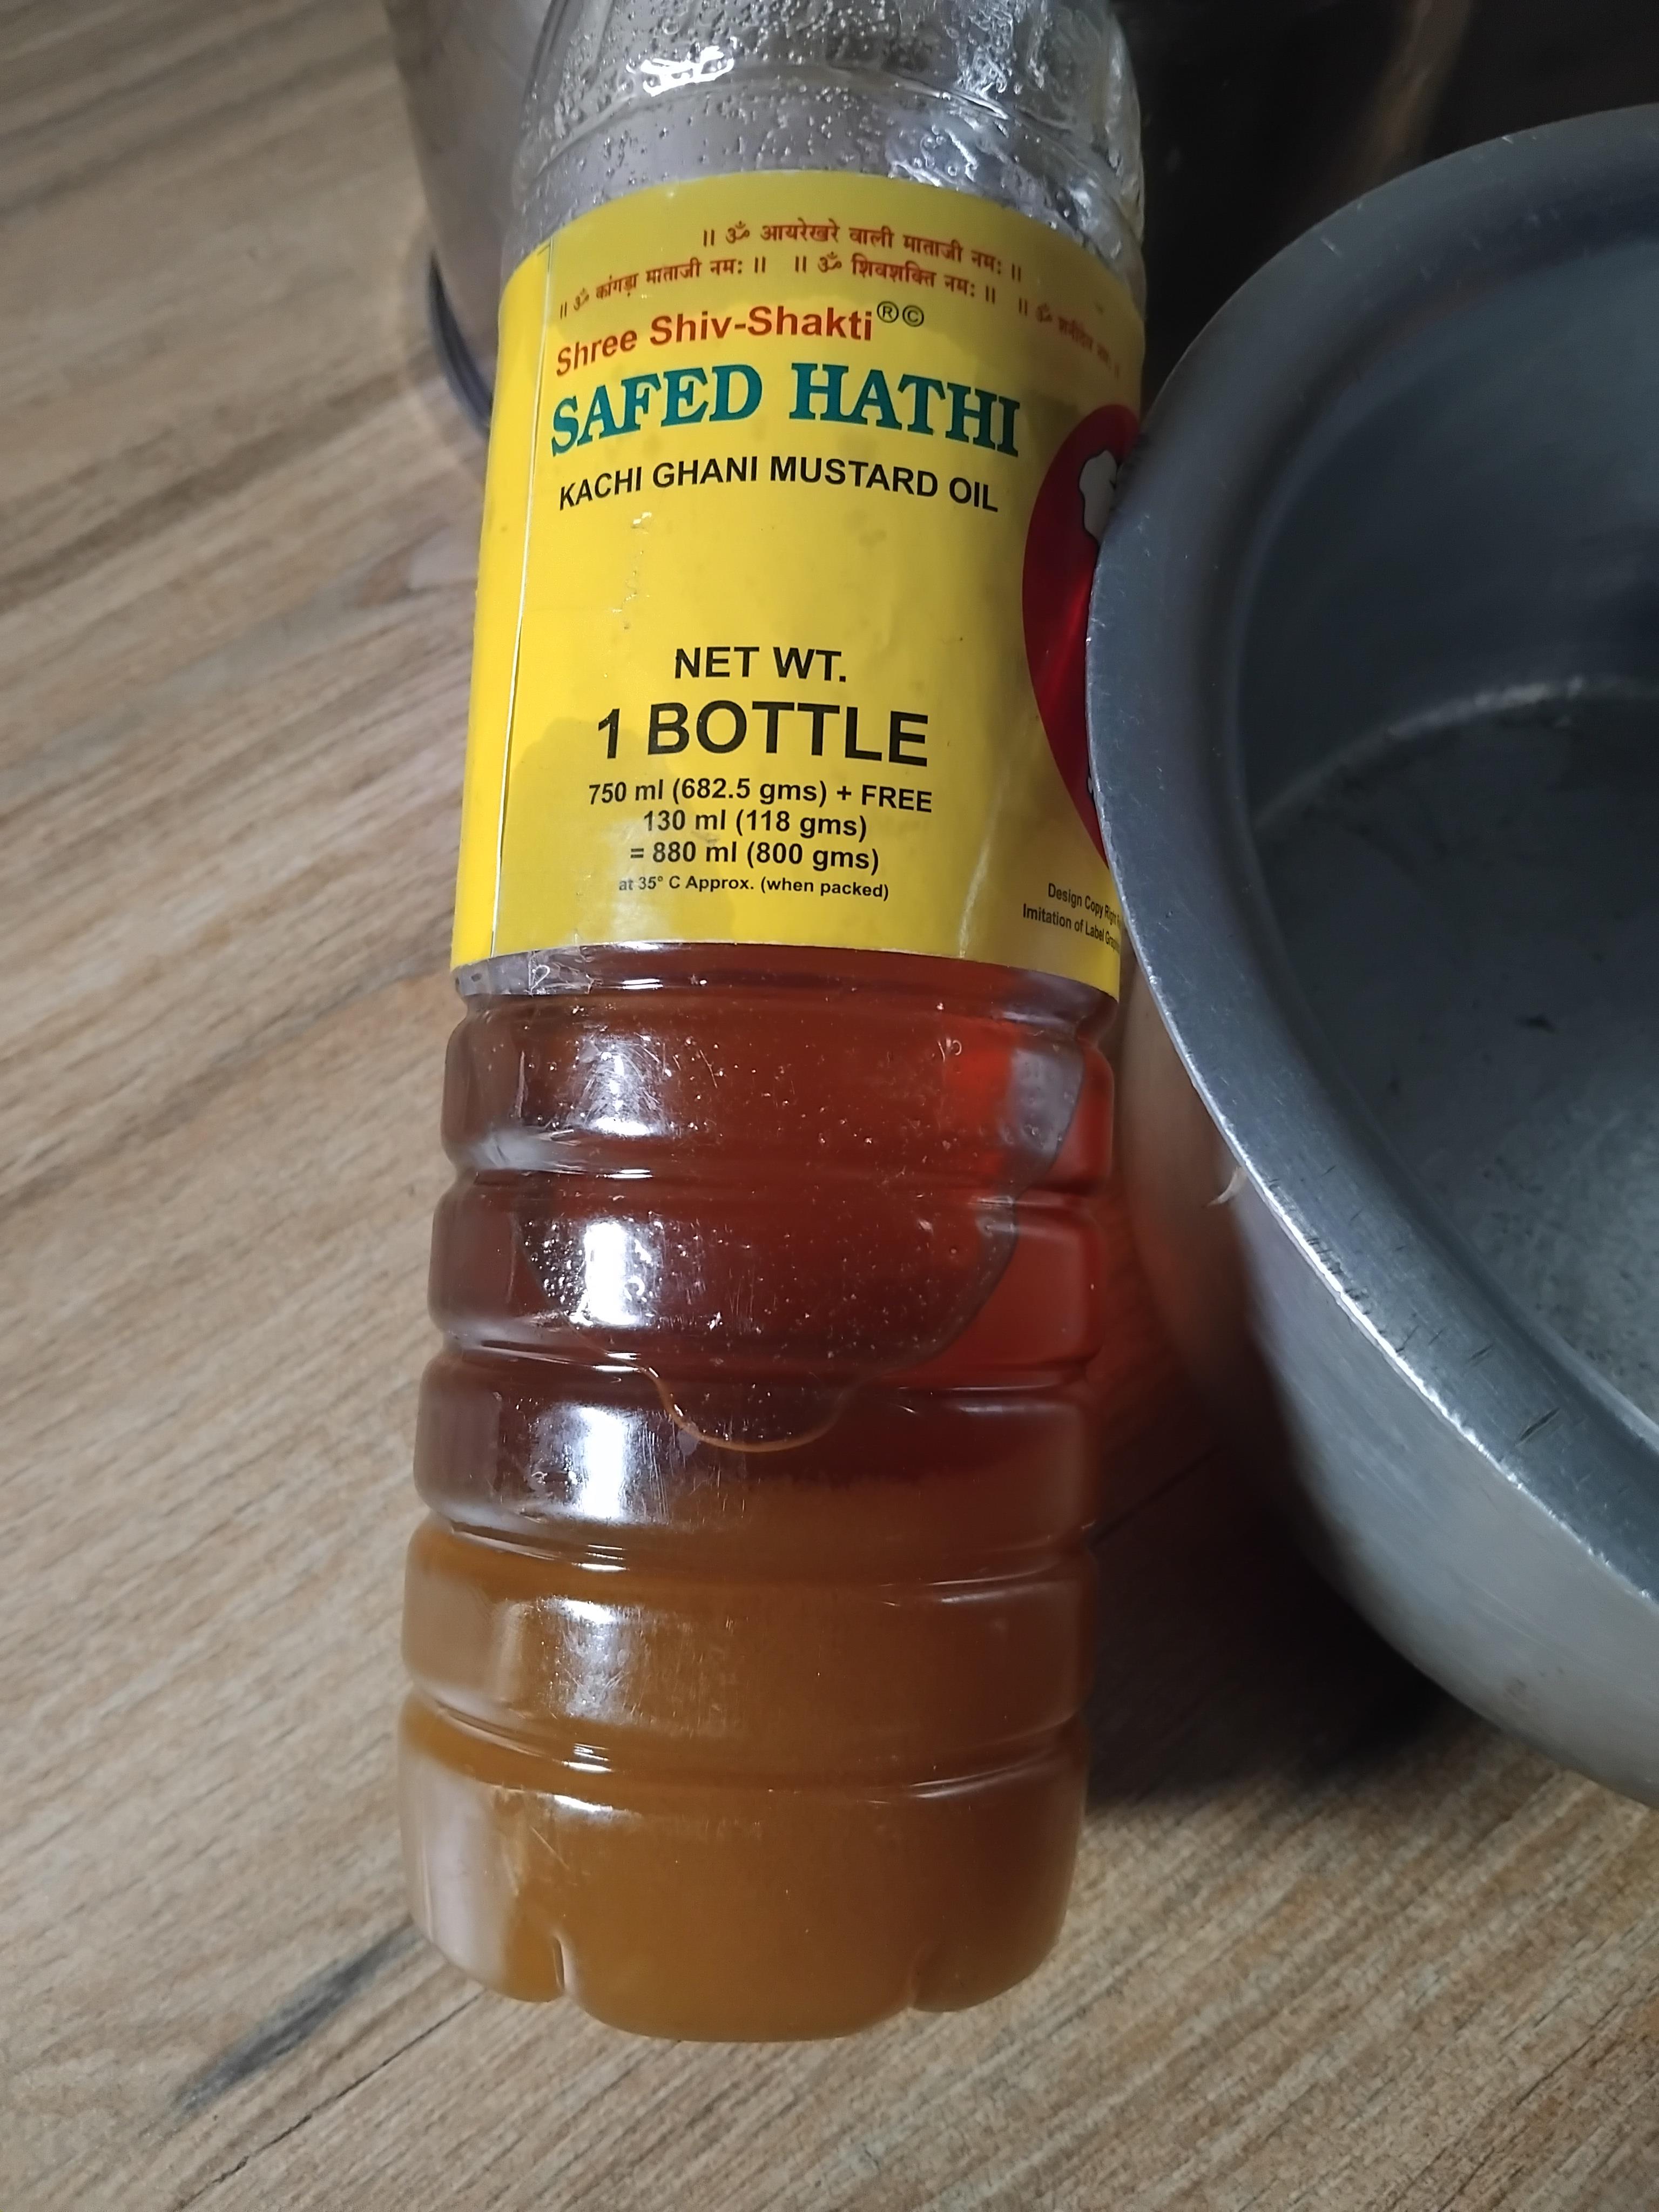 ॥ ॐ आयरेखरे वाली माताजी नमः ॥
॥ ॐ कांगड़ा माताजी नमः ॥ ॥ ॐ शिवशक्ति नमः ॥ ॥ ॐ
Shree Shiv-Shakti®©
SAFED HATHI
KACHI GHANI MUSTARD OIL
NET WT.
1 BOTTLE
750 ml (682.5 gms) + FREE
130 ml (118 gms)
= 880 ml (800 gms)
at 35° C Approx. (when packed)
Design Copy
Imitation of Label